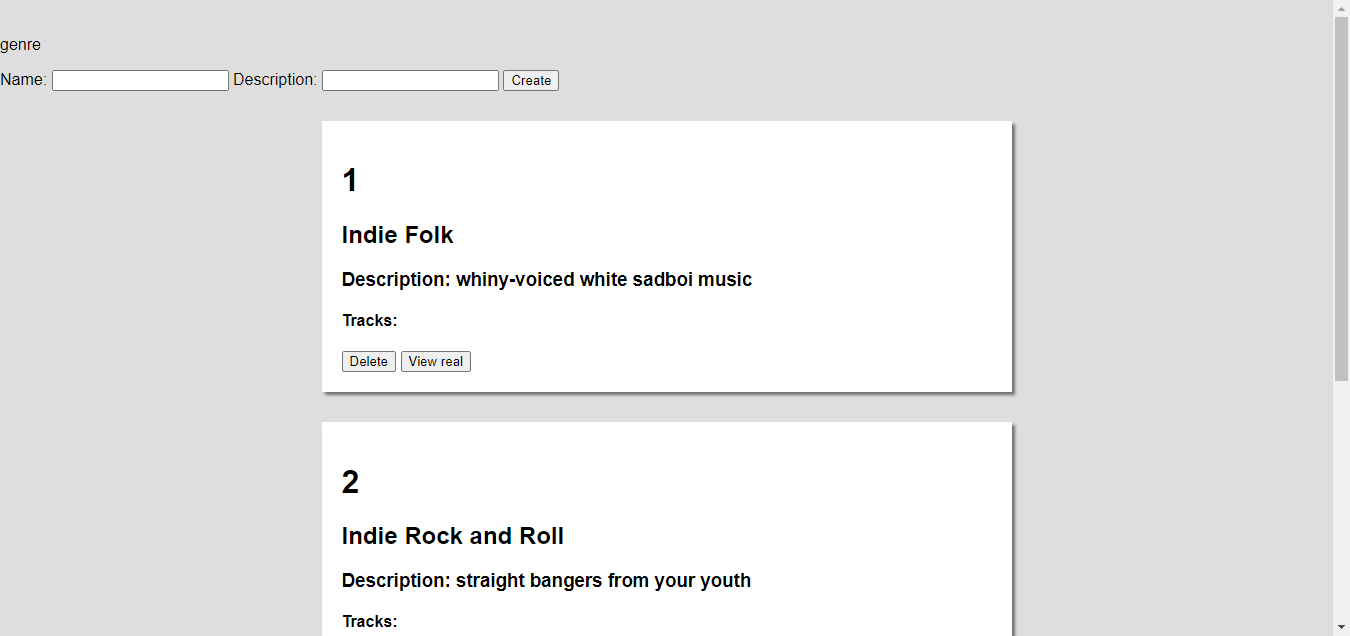 genre
Name: Description: Create
1
Indie Folk
Description: whiny-voiced white sadboi music
Tracks:
Delete View real
2
Indie Rock and Roll
Description: straight bangers from your youth
Tracks: